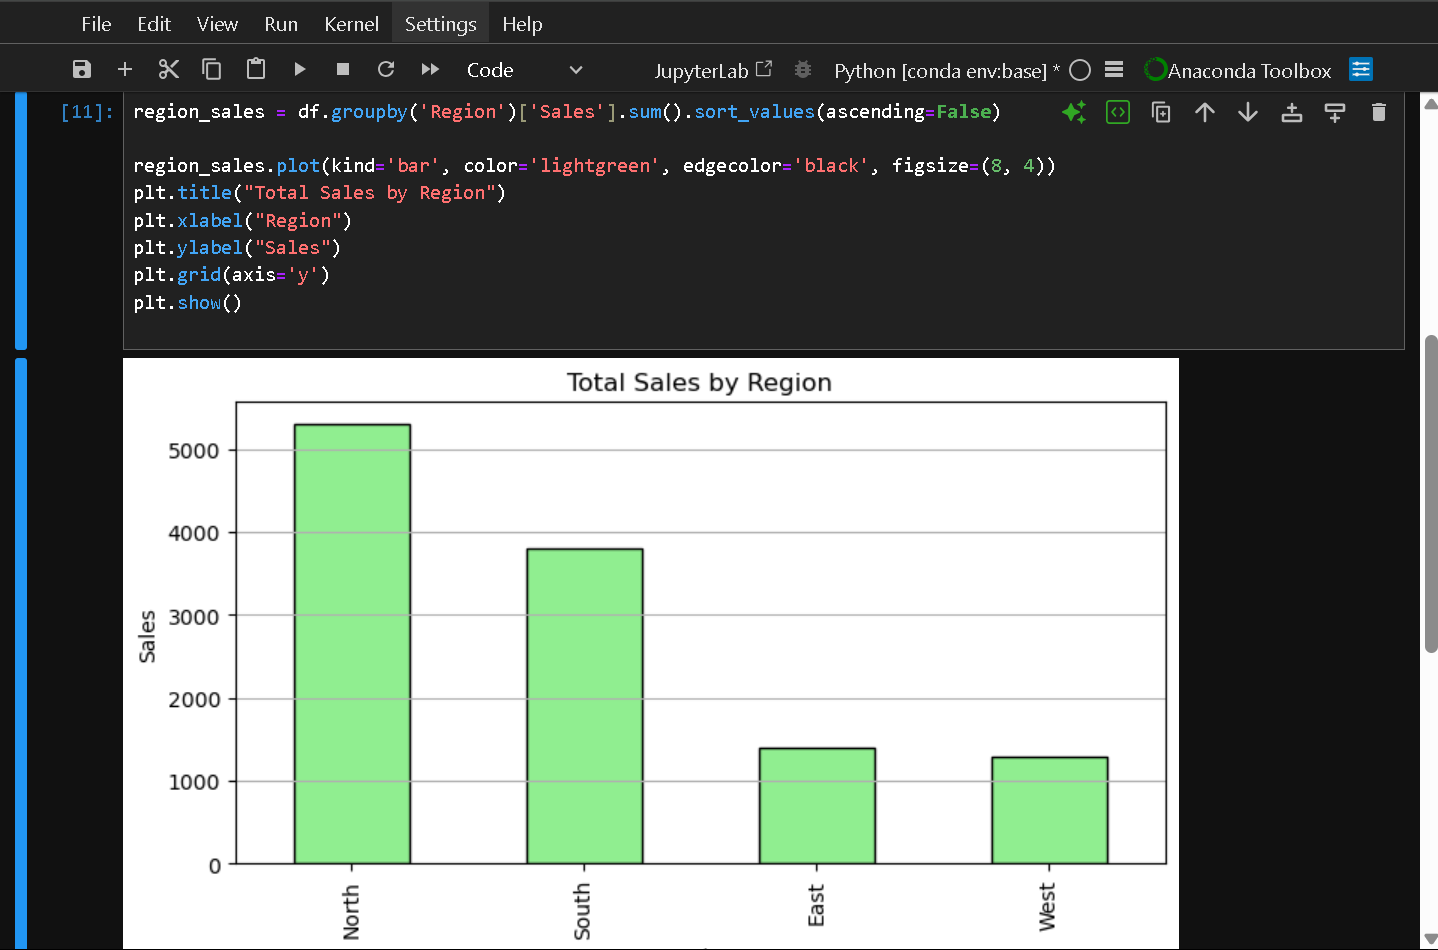 File Edit View Run Kernel Settings Help
Code JupyterLab Python [conda env:base] * Anaconda Toolbox
[11]: region_sales = df.groupby('Region')['Sales'].sum().sort_values(ascending=False)
region_sales.plot(kind='bar', color='lightgreen', edgecolor='black', figsize=(8, 4))
plt.title("Total Sales by Region")
plt.xlabel("Region")
plt.ylabel("Sales")
plt.grid(axis='y')
plt.show()
Total Sales by Region
5000
4000
3000
2000
1000
0
Sales
North South East West